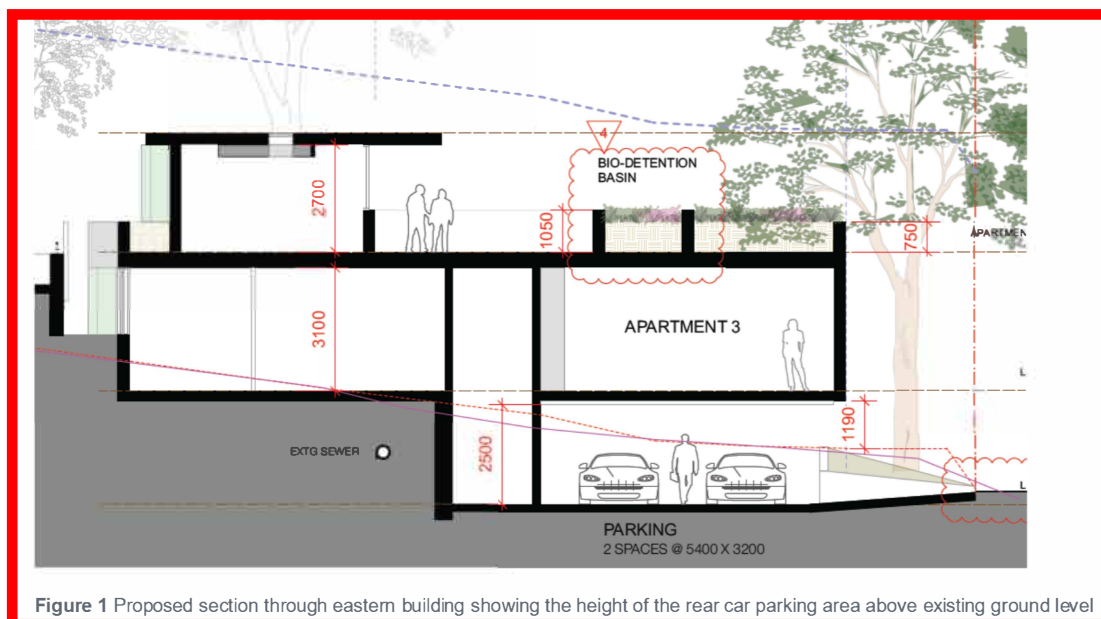 4
BIO-DETENTION
BASIN
2700
1050
750
APARTMEN
3100
APARTMENT 3
L
1190
EXTG SEWER
2500
L
PARKING
2 SPACES @ 5400 X 3200
Figure 1 Proposed section through eastern building showing the height of the rear car parking area above existing ground level